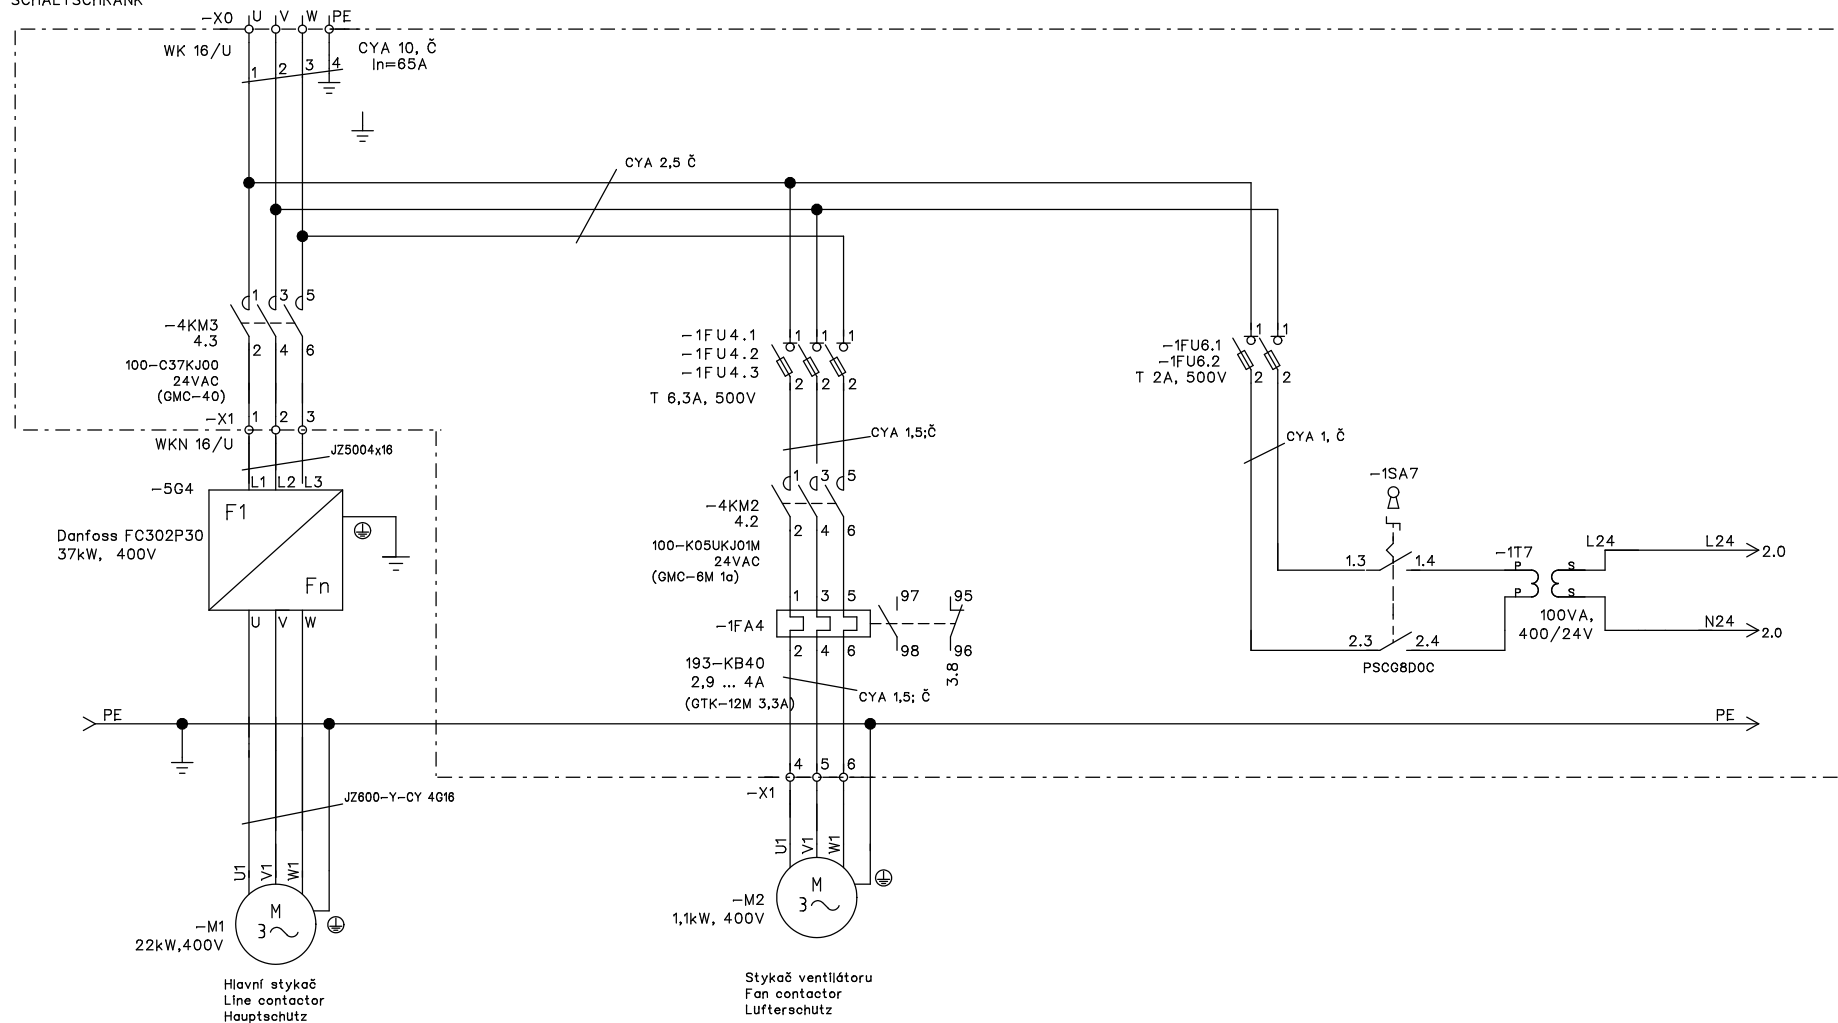 SCHALTSCHRANK
-X0 U V W PE
WK 16/U
CYA 10, Č
In=65A
1 2 3 4
CYA 2,5 Č
1 3 5
-4KM3
4.3
2 4 6
100-C37KJ00
24VAC
(GMC-40)
-X1 1 2 3
WKN 16/U
JZ5004x16
-5G4
L1 L2 L3
F1
Danfoss FC302P30
37kW, 400V
Fn
U V W
-1FU4.1
-1FU4.2
-1FU4.3
1 1 1
2 2 2
T 6,3A, 500V
CYA 1,5;Č
1 3 5
-4KM2
4.2
2 4 6
100-K05UKJ01M
24VAC
(GMC-6M 1a)
1 3 5
97 95
-1FA4
2 4 6
98 96
3.8
193-KB40
2,9 ... 4A
(GTK-12M 3,3A)
CYA 1,5; Č
-1FU6.1
-1FU6.2
1 1
2 2
T 2A, 500V
CYA 1, Č
-1SA7
1.3 1.4
2.3 2.4
PSCG8D0C
-1T7
P S
P S
100VA,
400/24V
L24 L24 2.0
N24 2.0
PE PE
4 5 6
-X1
JZ600-Y-CY 4G16
U1 V1 W1
M
3
-M1
22kW,400V
U1 V1 W1
M
3
-M2
1,1kW, 400V
Hlavní stykač
Line contactor
Hauptschutz
Stykač ventilátoru
Fan contactor
Lufterschutz